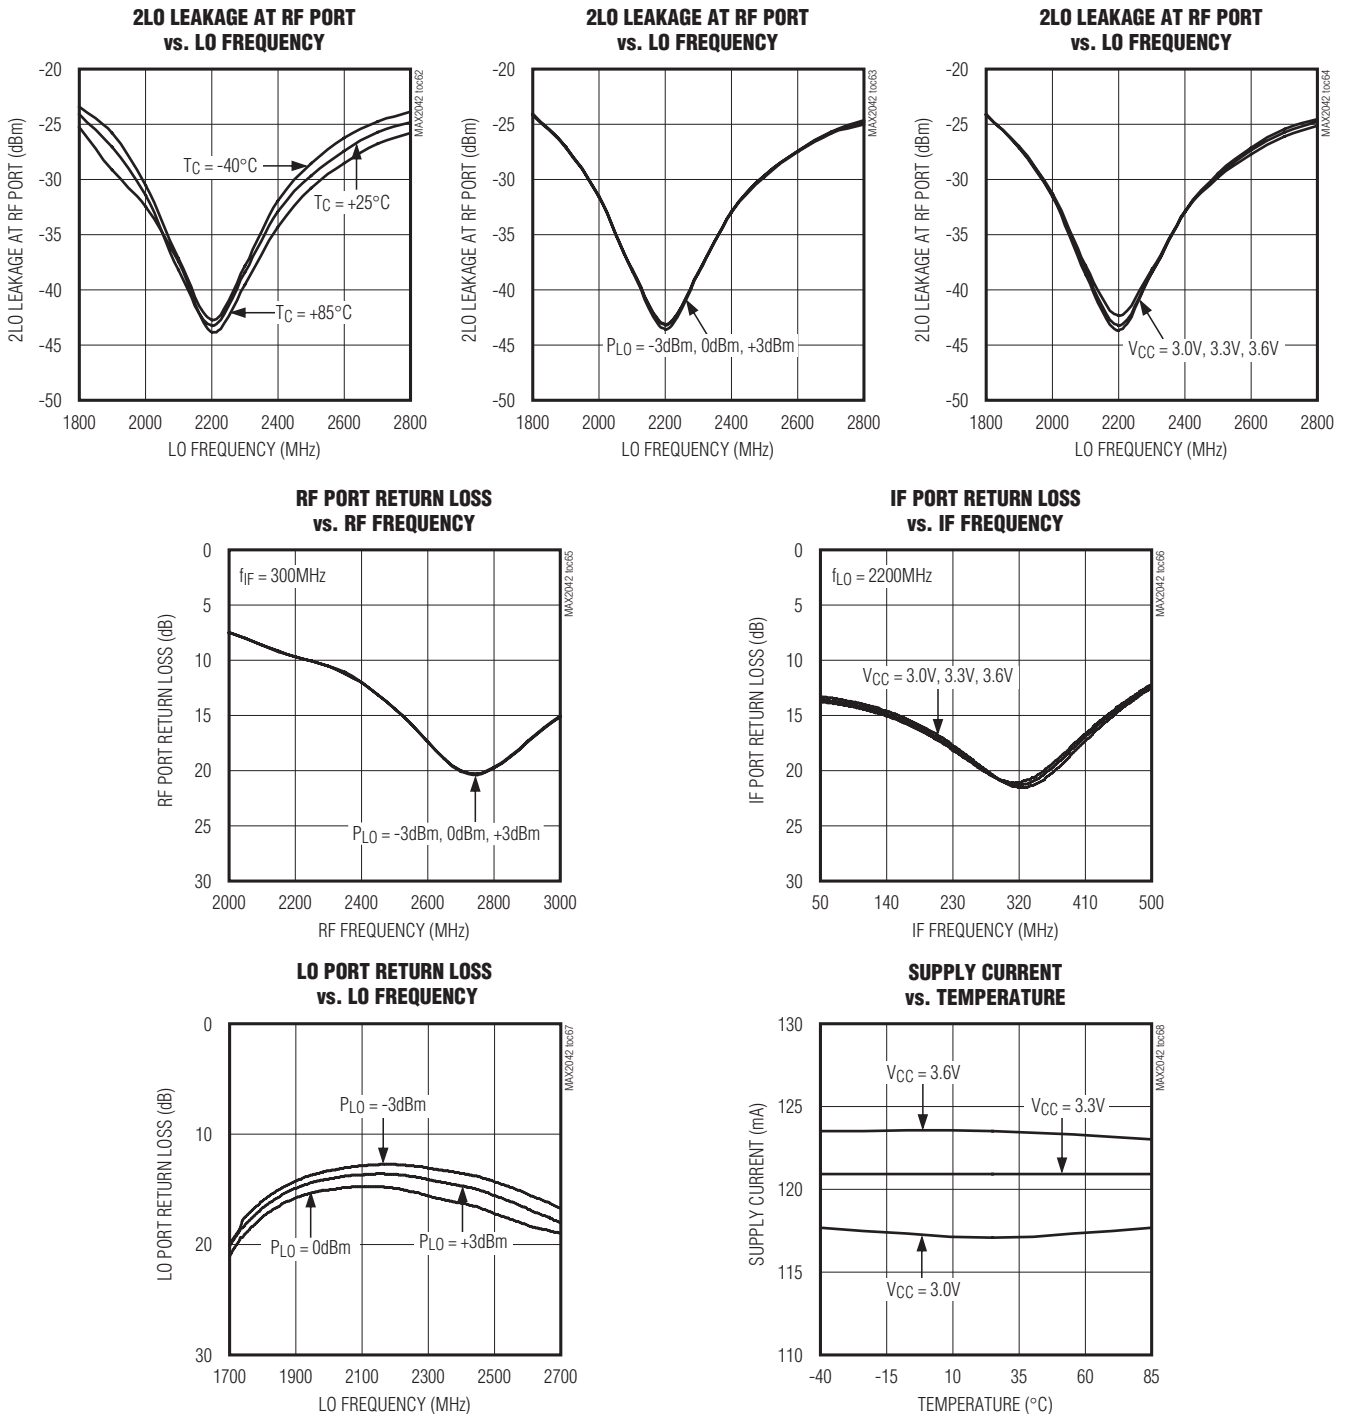 2LO LEAKAGE AT RF PORT
vs. LO FREQUENCY
-20
-25
-30
-35
-40
-45
-50
2LO LEAKAGE AT RF PORT (dBm)
1800
2000
2200
2400
2600
2800
LO FREQUENCY (MHz)
MAX2042 toc62
TC = -40°C
TC = +25°C
TC = +85°C
2LO LEAKAGE AT RF PORT
vs. LO FREQUENCY
-20
-25
-30
-35
-40
-45
-50
2LO LEAKAGE AT RF PORT (dBm)
1800
2000
2200
2400
2600
2800
LO FREQUENCY (MHz)
MAX2042 toc63
PLO = -3dBm, 0dBm, +3dBm
2LO LEAKAGE AT RF PORT
vs. LO FREQUENCY
-20
-25
-30
-35
-40
-45
-50
2LO LEAKAGE AT RF PORT (dBm)
1800
2000
2200
2400
2600
2800
LO FREQUENCY (MHz)
MAX2042 toc64
VCC = 3.0V, 3.3V, 3.6V
RF PORT RETURN LOSS
vs. RF FREQUENCY
0
5
10
15
20
25
30
RF PORT RETURN LOSS (dB)
2000
2200
2400
2600
2800
3000
RF FREQUENCY (MHz)
MAX2042 toc65
fIF = 300MHz
PLO = -3dBm, 0dBm, +3dBm
IF PORT RETURN LOSS
vs. IF FREQUENCY
0
5
10
15
20
25
30
IF PORT RETURN LOSS (dB)
50
140
230
320
410
500
IF FREQUENCY (MHz)
MAX2042 toc66
fLO = 2200MHz
VCC = 3.0V, 3.3V, 3.6V
LO PORT RETURN LOSS
vs. LO FREQUENCY
0
10
20
30
LO PORT RETURN LOSS (dB)
1700
1900
2100
2300
2500
2700
LO FREQUENCY (MHz)
MAX2042 toc67
PLO = -3dBm
PLO = 0dBm
PLO = +3dBm
SUPPLY CURRENT
vs. TEMPERATURE
130
125
120
115
110
SUPPLY CURRENT (mA)
-40
-15
10
35
60
85
TEMPERATURE (°C)
MAX2042 toc68
VCC = 3.6V
VCC = 3.3V
VCC = 3.0V